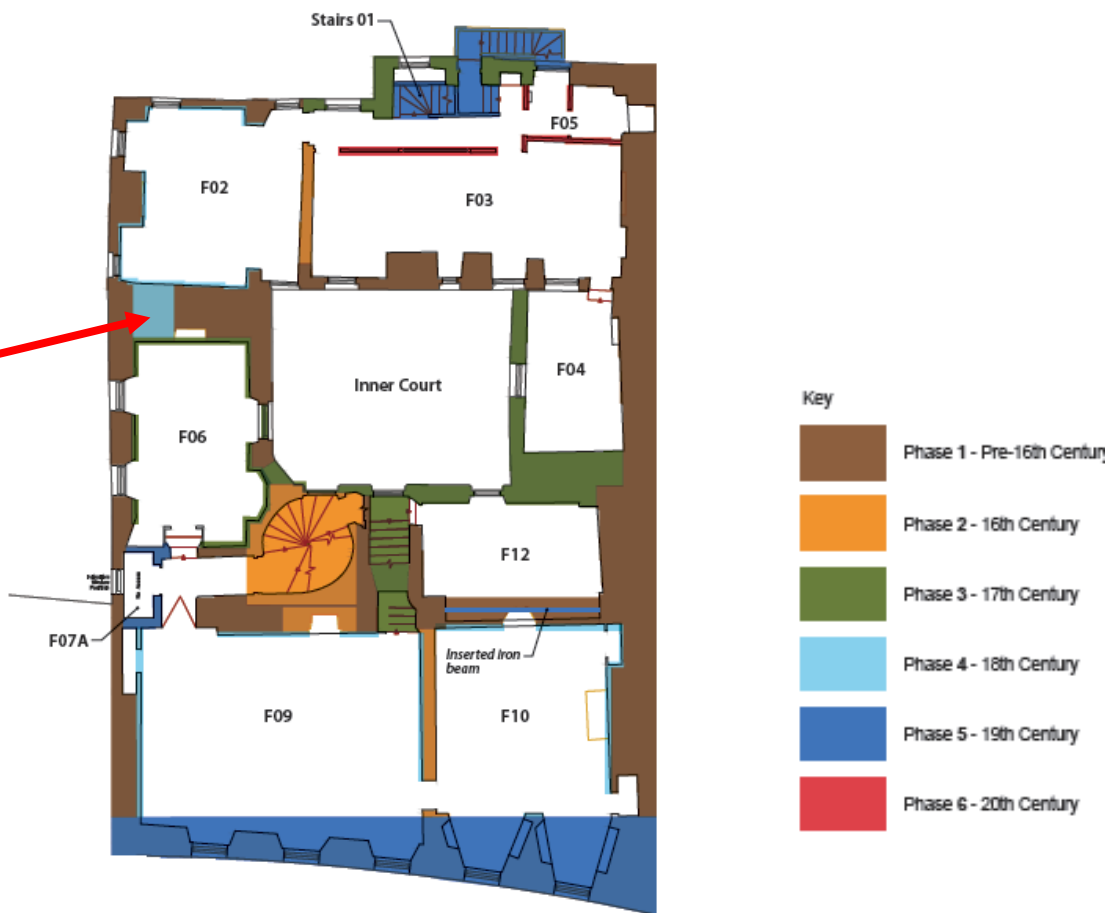 Stairs 01
F05
F02
F03
F04
Inner Court
F06
F12
F07A
Inserted iron
beam
F09
F10
Key
Phase 1 - Pre-16th Century
Phase 2 - 16th Century
Phase 3 - 17th Century
Phase 4 - 18th Century
Phase 5 - 19th Century
Phase 6 - 20th Century